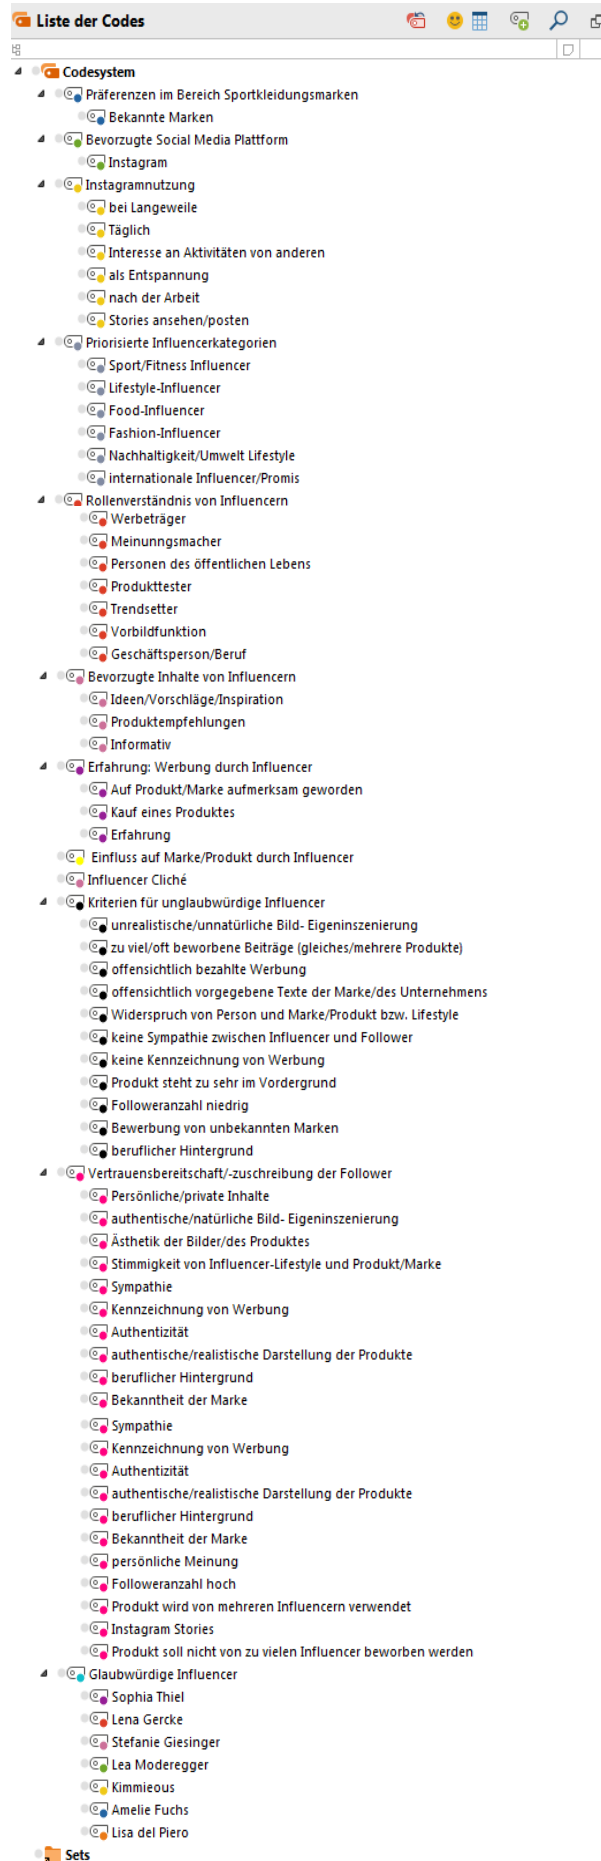 Liste der Codes
Codesystem
Präferenzen im Bereich Sportkleidungsmarken
Bekannte Marken
Bevorzugte Social Media Plattform
Instagram
Instagramnutzung
bei Langeweile
Täglich
Interesse an Aktivitäten von anderen
als Entspannung
nach der Arbeit
Stories ansehen/posten
Priorisierte Influencerkategorien
Sport/Fitness Influencer
Lifestyle-Influencer
Food-Influencer
Fashion-Influencer
Nachhaltigkeit/Umwelt Lifestyle
internationale Influencer/Promis
Rollenverständnis von Influencern
Werbeträger
Meinunngsmacher
Personen des öffentlichen Lebens
Produkttester
Trendsetter
Vorbildfunktion
Geschäftsperson/Beruf
Bevorzugte Inhalte von Influencern
Ideen/Vorschläge/Inspiration
Produktempfehlungen
Informativ
Erfahrung: Werbung durch Influencer
Auf Produkt/Marke aufmerksam geworden
Kauf eines Produktes
Erfahrung
Einfluss auf Marke/Produkt durch Influencer
Influencer Cliché
Kriterien für unglaubwürdige Influencer
unrealistische/unnatürliche Bild- Eigeninszenierung
zu viel/oft beworbene Beiträge (gleiches/mehrere Produkte)
offensichtlich bezahlte Werbung
offensichtlich vorgegebene Texte der Marke/des Unternehmens
Widerspruch von Person und Marke/Produkt bzw. Lifestyle
keine Sympathie zwischen Influencer und Follower
keine Kennzeichnung von Werbung
Produkt steht zu sehr im Vordergrund
Followeranzahl niedrig
Bewerbung von unbekannten Marken
beruflicher Hintergrund
Vertrauensbereitschaft/-zuschreibung der Follower
Persönliche/private Inhalte
authentische/natürliche Bild- Eigeninszenierung
Ästhetik der Bilder/des Produktes
Stimmigkeit von Influencer-Lifestyle und Produkt/Marke
Sympathie
Kennzeichnung von Werbung
Authentizität
authentische/realistische Darstellung der Produkte
beruflicher Hintergrund
Bekanntheit der Marke
Sympathie
Kennzeichnung von Werbung
Authentizität
authentische/realistische Darstellung der Produkte
beruflicher Hintergrund
Bekanntheit der Marke
persönliche Meinung
Followeranzahl hoch
Produkt wird von mehreren Influencern verwendet
Instagram Stories
Produkt soll nicht von zu vielen Influencer beworben werden
Glaubwürdige Influencer
Sophia Thiel
Lena Gercke
Stefanie Giesinger
Lea Moderegger
Kimmieous
Amelie Fuchs
Lisa del Piero
Sets